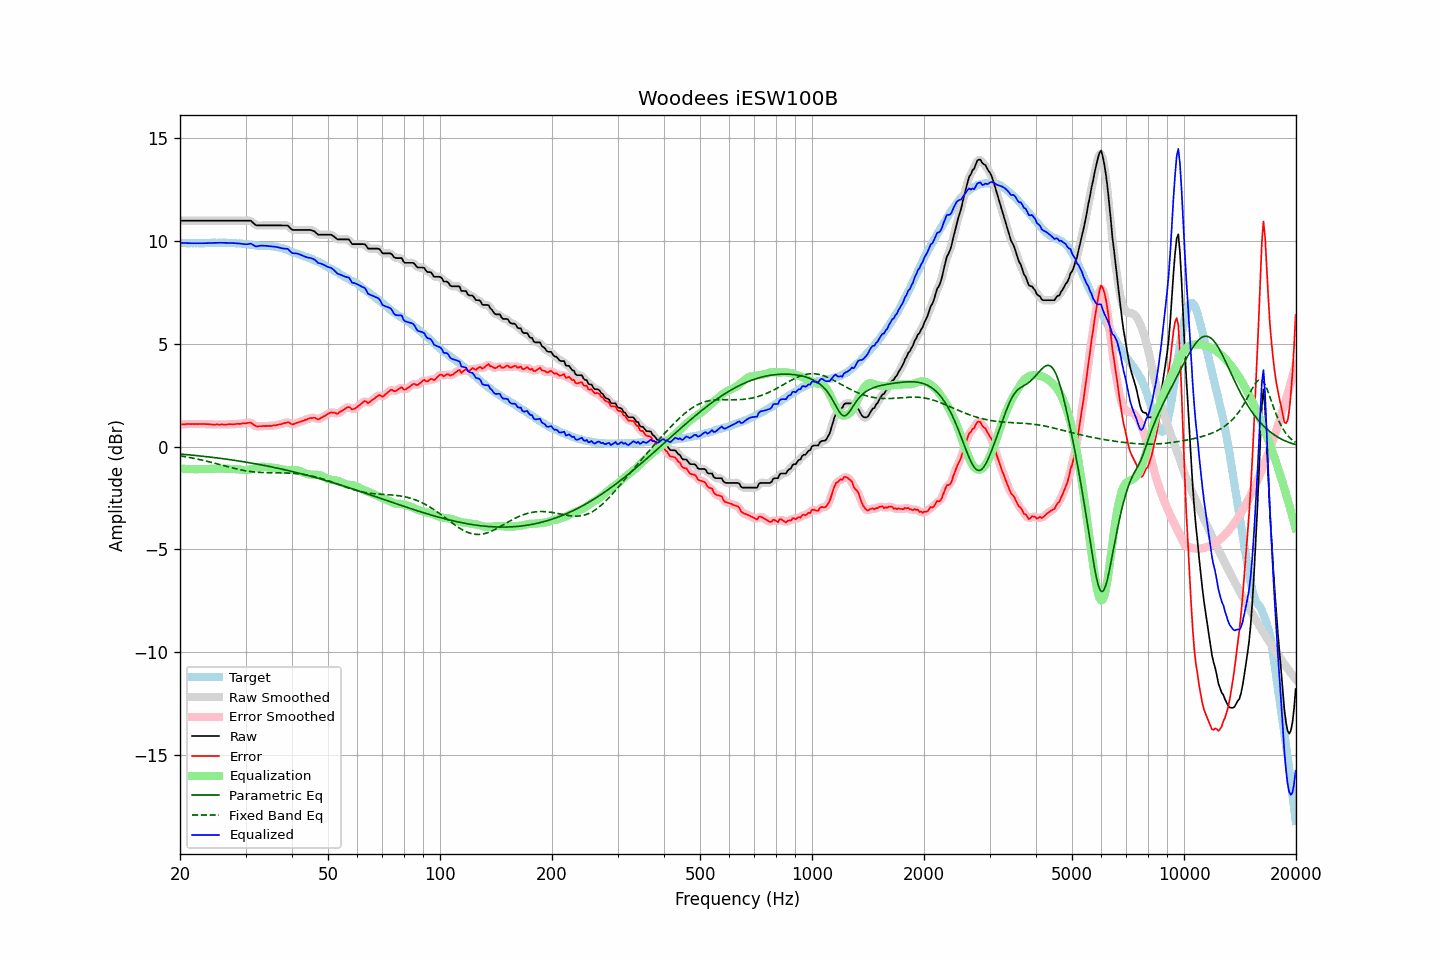 Woodees iESW100B
Amplitude (dBr)
15
10
5
0
−5
−10
−15
Target
Raw Smoothed
Error Smoothed
Raw
Error
Equalization
Parametric Eq
Fixed Band Eq
Equalized
20 50 100 200 500 1000 2000 5000 10000 20000
Frequency (Hz)